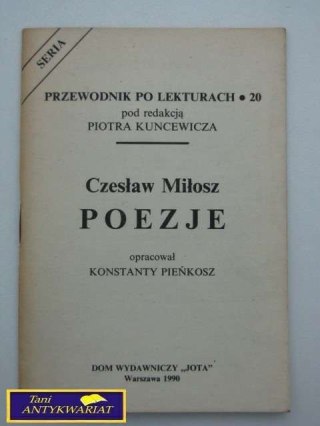 SERIA
PRZEWODNIK PO LEKTURACH ● 20
pod redakcją
PIOTRA KUNCEWICZA
Czesław Miłosz
POEZJE
opracował
KONSTANTY PIEŃKOSZ
DOM WYDAWNICZY „JOTA"
Warszawa 1990
Tani
ANTYKWARIAT